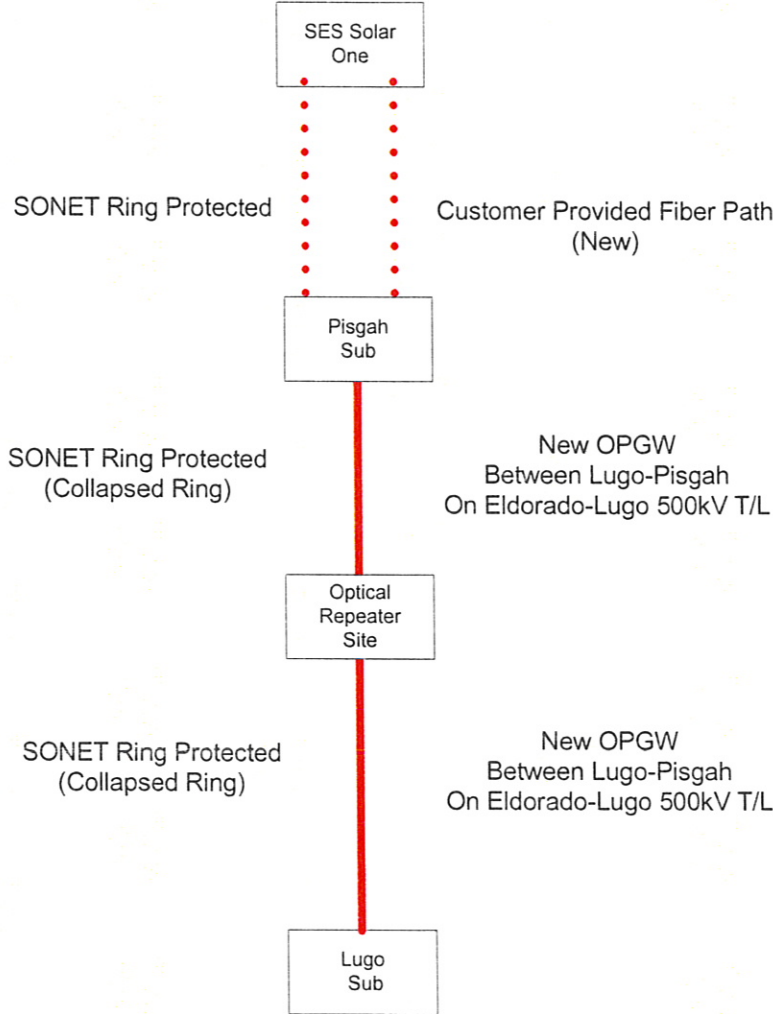 SES Solar
One
SONET Ring Protected
Customer Provided Fiber Path
(New)
Pisgah
Sub
SONET Ring Protected
(Collapsed Ring)
New OPGW
Between Lugo-Pisgah
On Eldorado-Lugo 500kV T/L
Optical
Repeater
Site
SONET Ring Protected
(Collapsed Ring)
New OPGW
Between Lugo-Pisgah
On Eldorado-Lugo 500kV T/L
Lugo
Sub